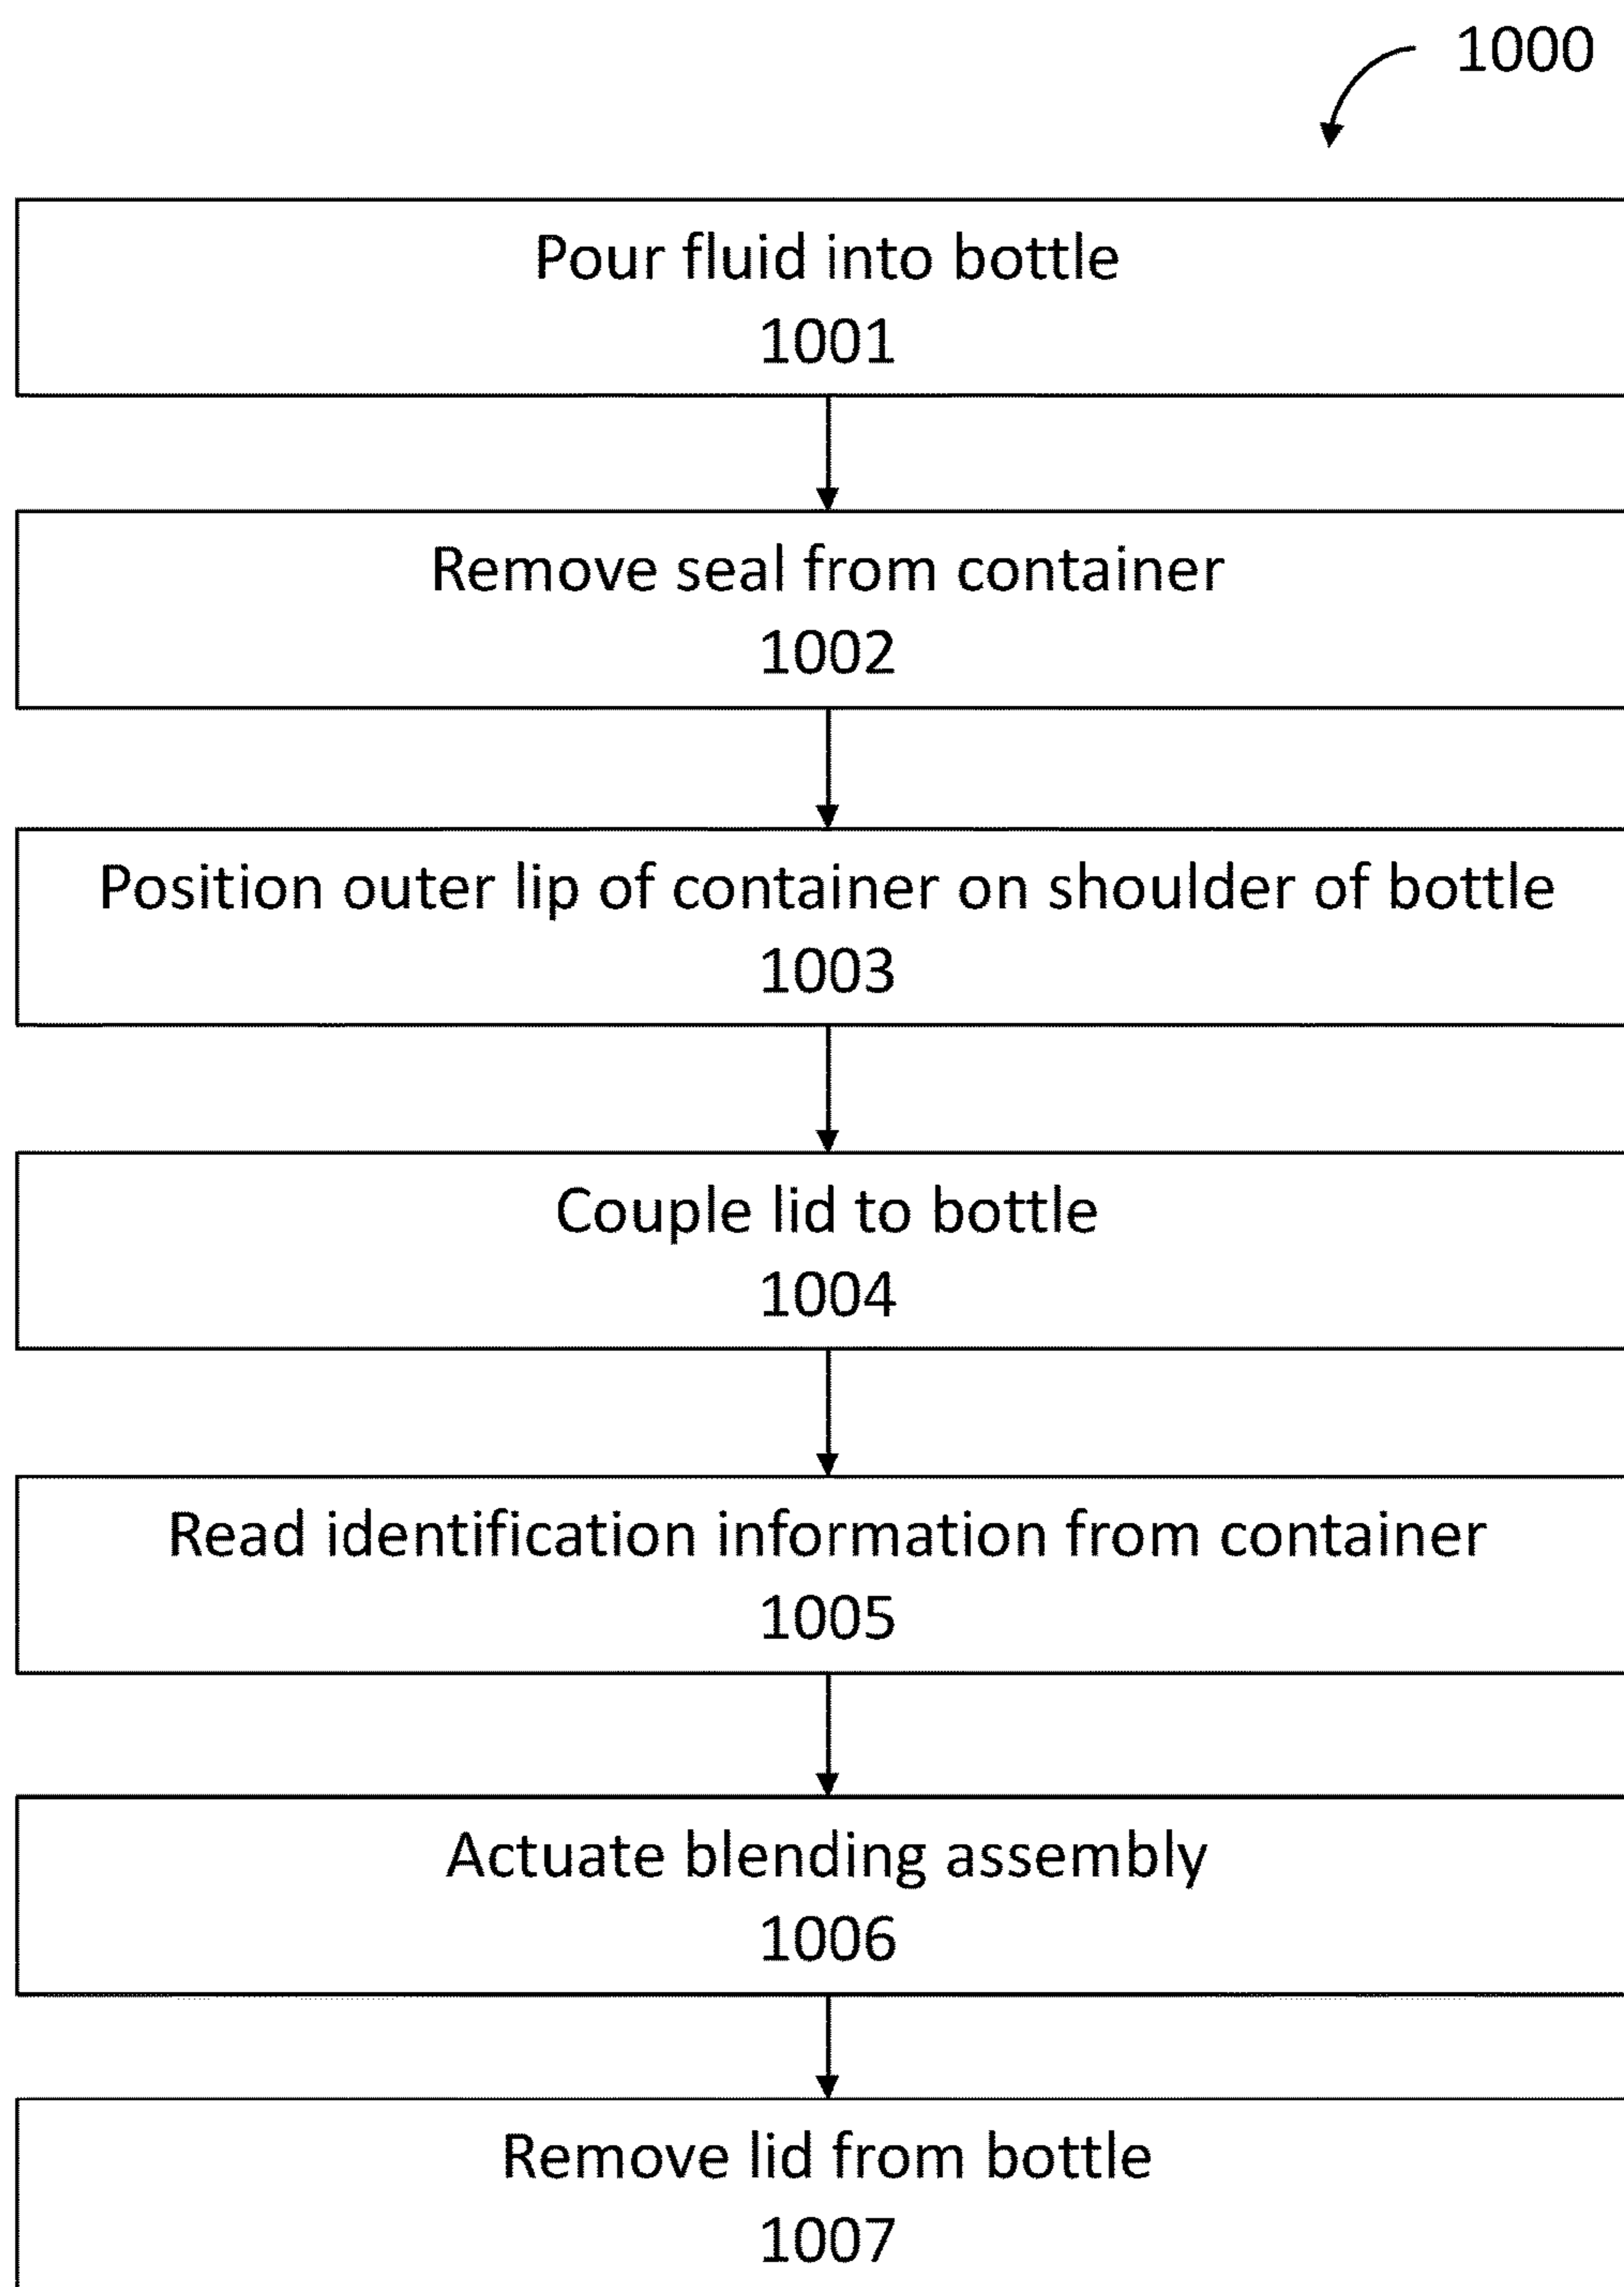 1000
Pour fluid into bottle
1001
Remove seal from container
1002
Position outer lip of container on shoulder of bottle
1003
Couple lid to bottle
1004
Read identification information from container
1005
Actuate blending assembly
1006
Remove lid from bottle
1007